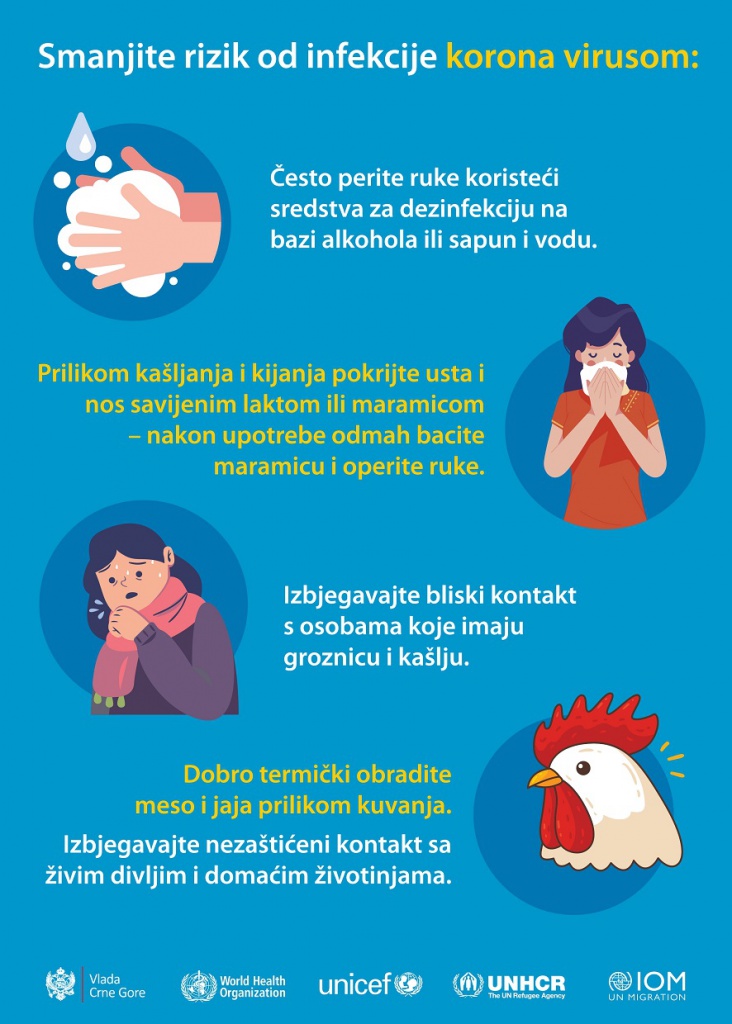 Smanjite rizik od infekcije korona virusom:
Često perite ruke koristeći
sredstva za dezinfekciju na
bazi alkohola ili sapun i vodu.
Prilikom kašljanja i kijanja pokrijte usta i
nos savijenim laktom ili maramicom
– nakon upotrebe odmah bacite
maramicu i operite ruke.
Izbjegavajte bliski kontakt
s osobama koje imaju
groznicu i kašlju.
Dobro termički obradite
meso i jaja prilikom kuvanja.
Izbjegavajte nezaštićeni kontakt sa
živim divljim i domaćim životinjama.
Vlada
Crne Gore
World Health
Organization
unicef
UNHCR
The UN Refugee Agency
IOM
UN MIGRATION